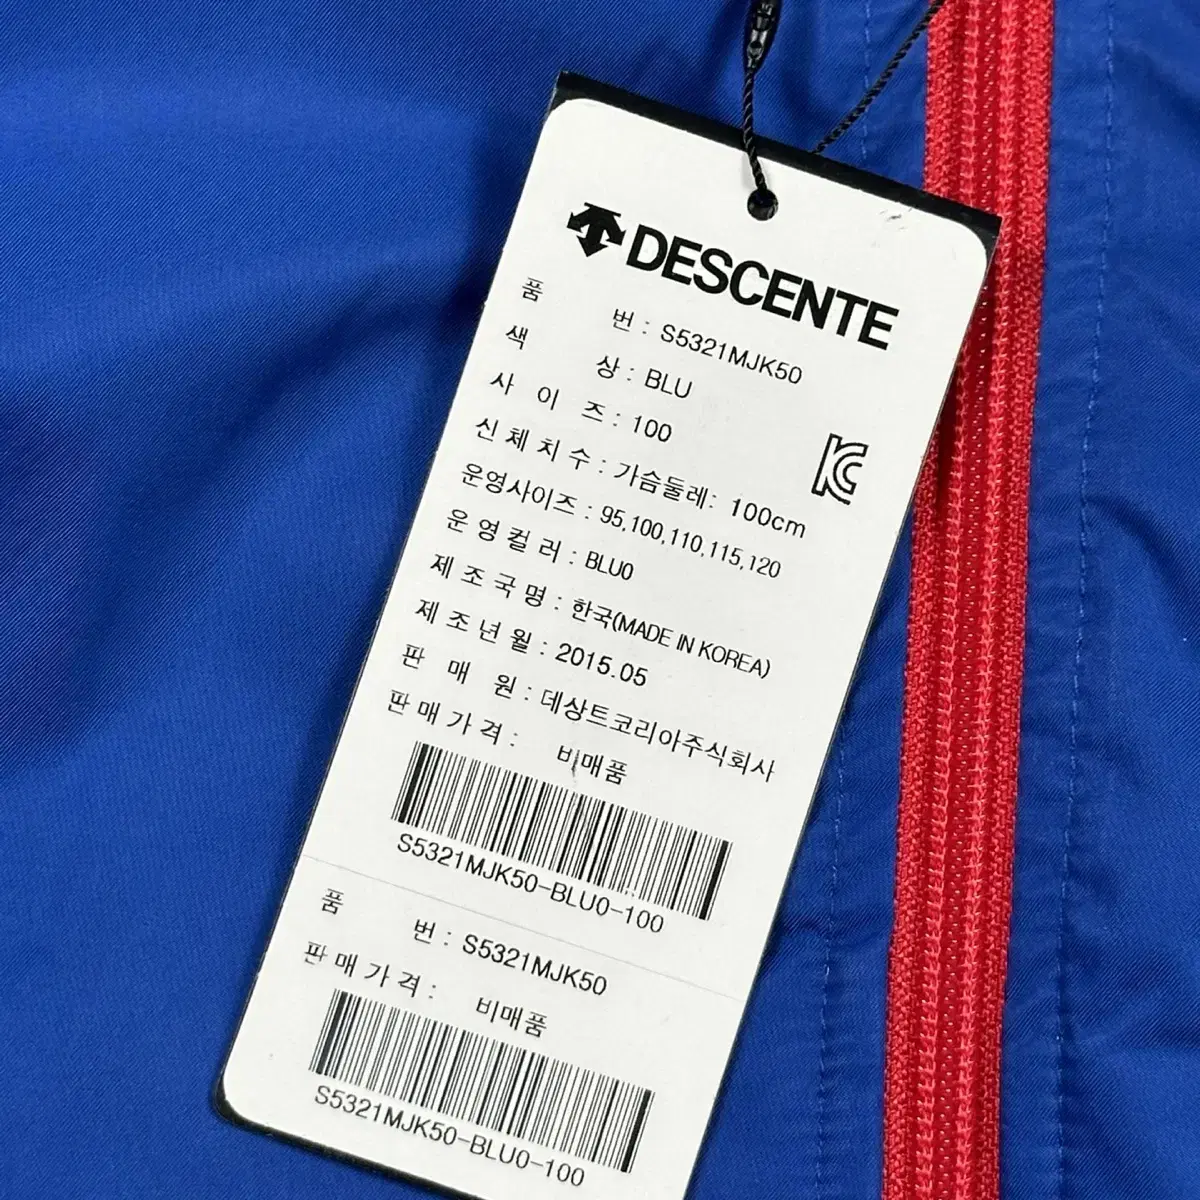 DESCENTE
품 번 : S5321MJK50
색 상 : BLU
사 이 즈 : 100
신 체 치 수 : 가슴둘레: 100cm
운영사이즈 : 95,100,110,115,120
운 영 컬 러 : BLU0
제 조 국 명 : 한국(MADE IN KOREA)
제 조 년 월 : 2015.05
판 매 원 : 데상트코리아주식회사
판 매 가 격 : 비매품
S5321MJK50-BLU0-100
품 번 : S5321MJK50
판 매 가 격 : 비매품
S5321MJK50-BLU0-100